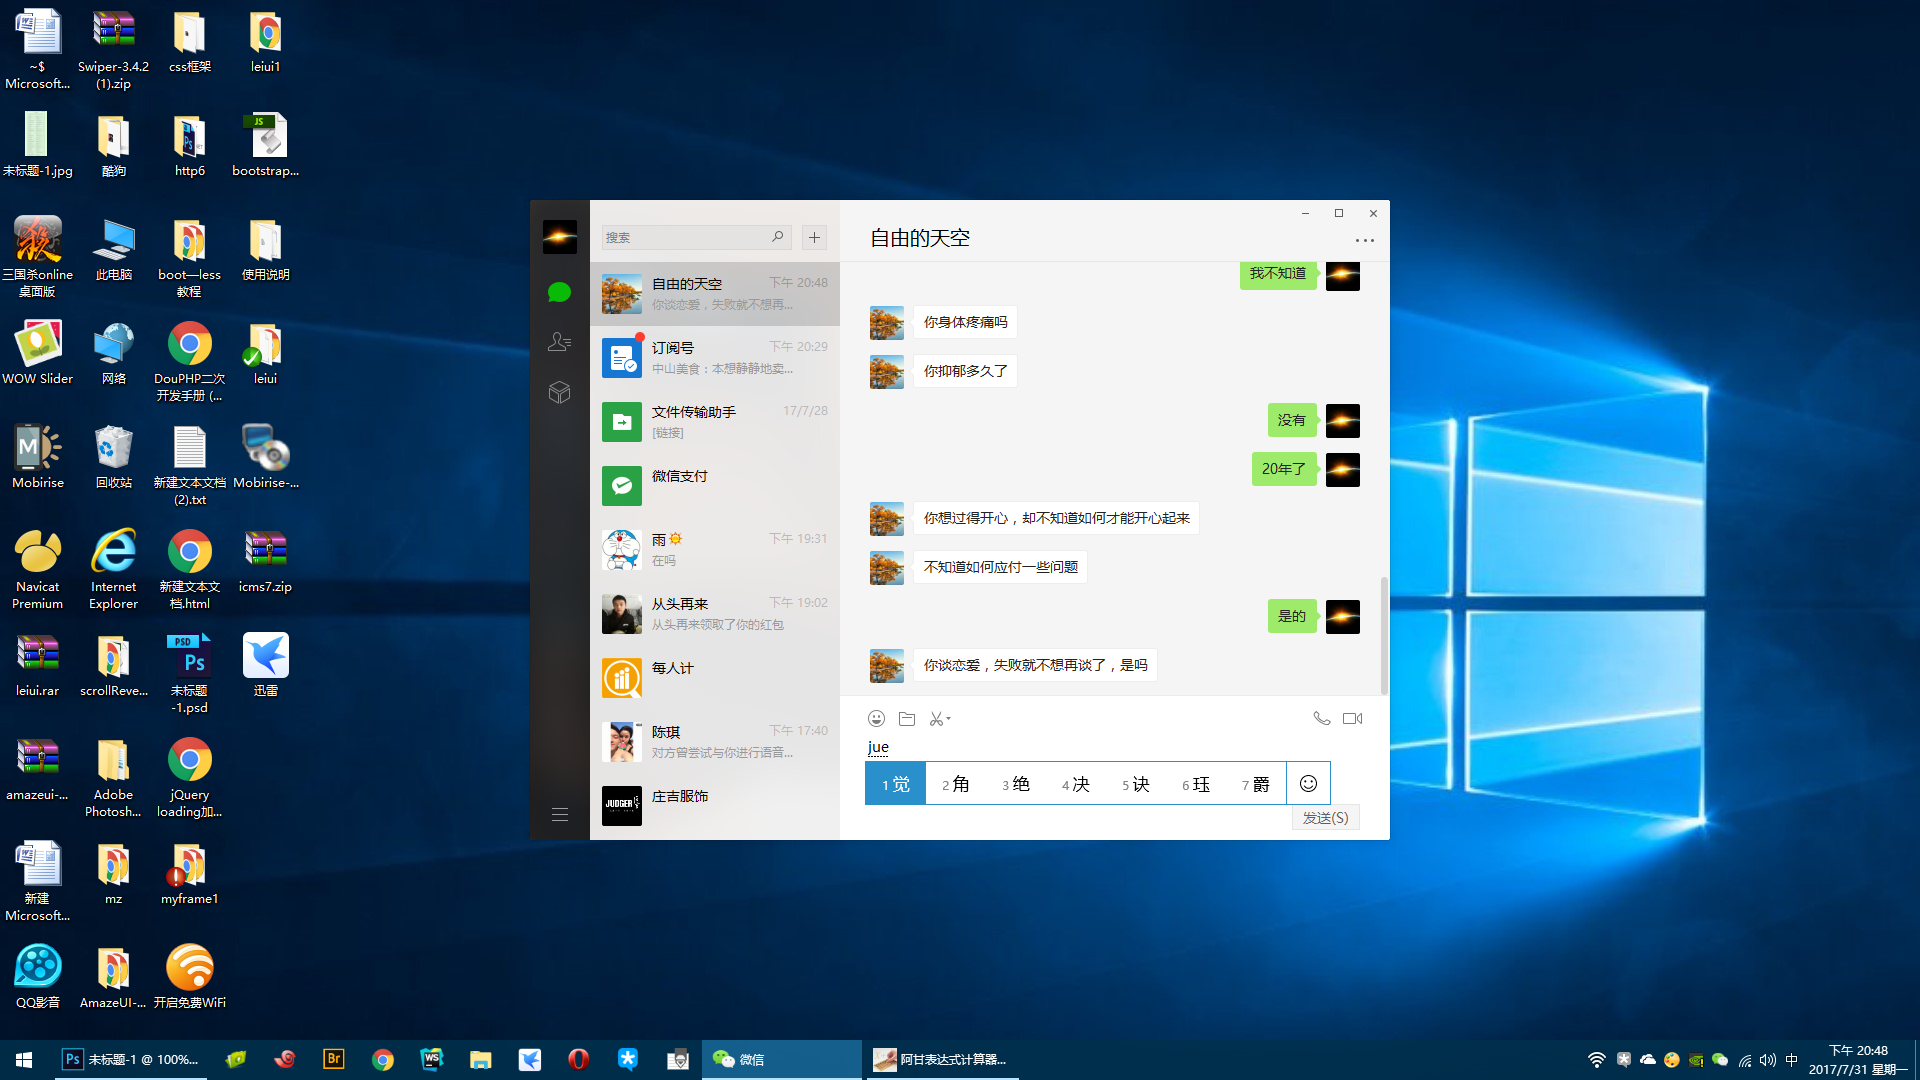 ~$
Microsoft...
Swiper-3.4.2
(1).zip
css框架
leiui1
未标题-1.jpg
酷狗
http6
JS
bootstrap...
三国杀online
桌面版
此电脑
boot—less
教程
使用说明
WOW Slider
网络
DouPHP二次
开发手册 (...
leiui
Mobirise
回收站
新建文本文档
(2).txt
Mobirise-...
Navicat
Premium
Internet
Explorer
新建文本文
档.html
icms7.zip
leiui.rar
scrollReve...
PSD
Ps
未标题
-1.psd
迅雷
amazeui-...
Adobe
Photosh...
jQuery
loading加...
新建
Microsoft...
mz
myframe1
QQ影音
AmazeUI-...
开启免费WiFi
搜索
自由的天空
下午 20:48
你谈恋爱，失败就不想再...
订阅号
下午 20:29
中山美食：本想静静地卖...
文件传输助手
17/7/28
[链接]
微信支付
雨
下午 19:31
在吗
从头再来
下午 19:02
从头再来领取了你的红包
每人计
陈琪
下午 17:40
对方曾尝试与你进行语音...
JUDGER
庄吉服饰
自由的天空
我不知道
你身体疼痛吗
你抑郁多久了
没有
20年了
你想过得开心，却不知道如何才能开心起来
不知道如何应付一些问题
是的
你谈恋爱，失败就不想再谈了，是吗
jue
1 觉 2 角 3 绝 4 决 5 诀 6 珏 7 爵
发送(S)
Ps 未标题-1 @ 100%...
Br
WS
微信
阿甘表达式计算器...
中
下午 20:48
2017/7/31 星期一